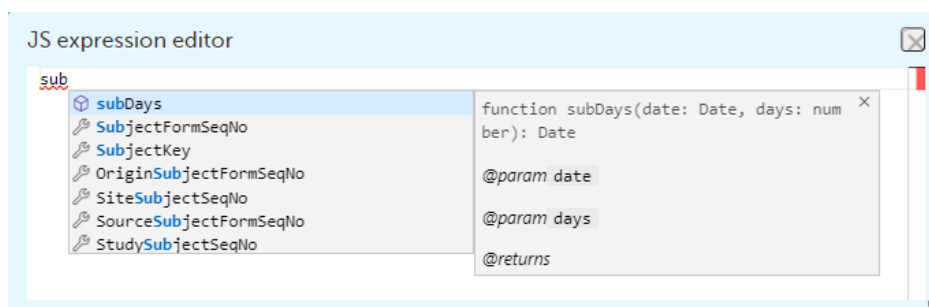 JS expression editor
sub
subDays
SubjectFormSeqNo
SubjectKey
OriginSubjectFormSeqNo
SiteSubjectSeqNo
SourceSubjectFormSeqNo
StudySubjectSeqNo
function subDays(date: Date, days: num
ber): Date
@param date
@param days
@returns